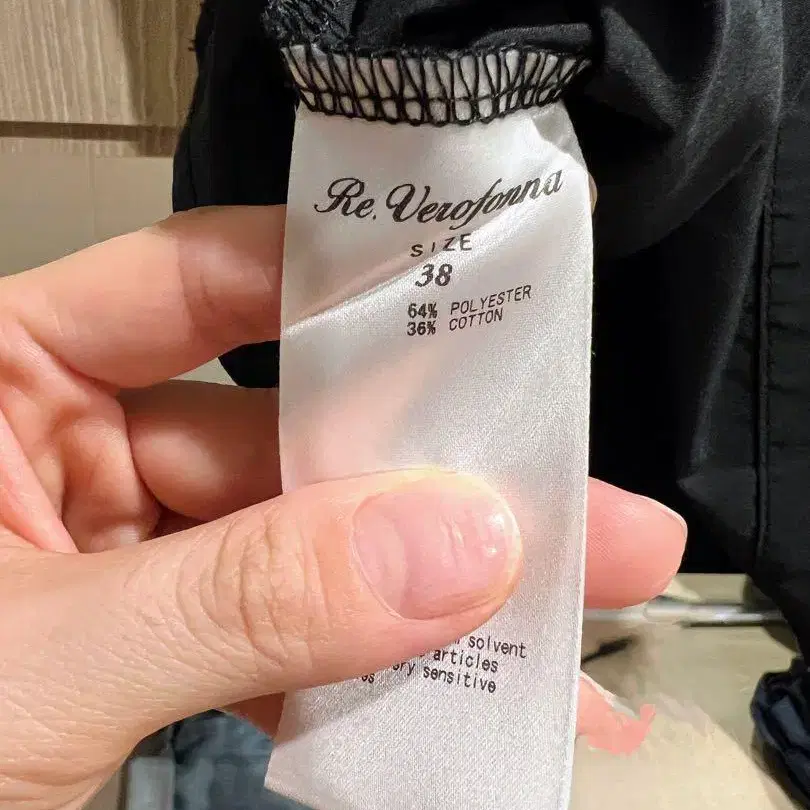 Re. Verofonna
SIZE
38
64% POLYESTER
36% COTTON
solvent
articles
sensitive